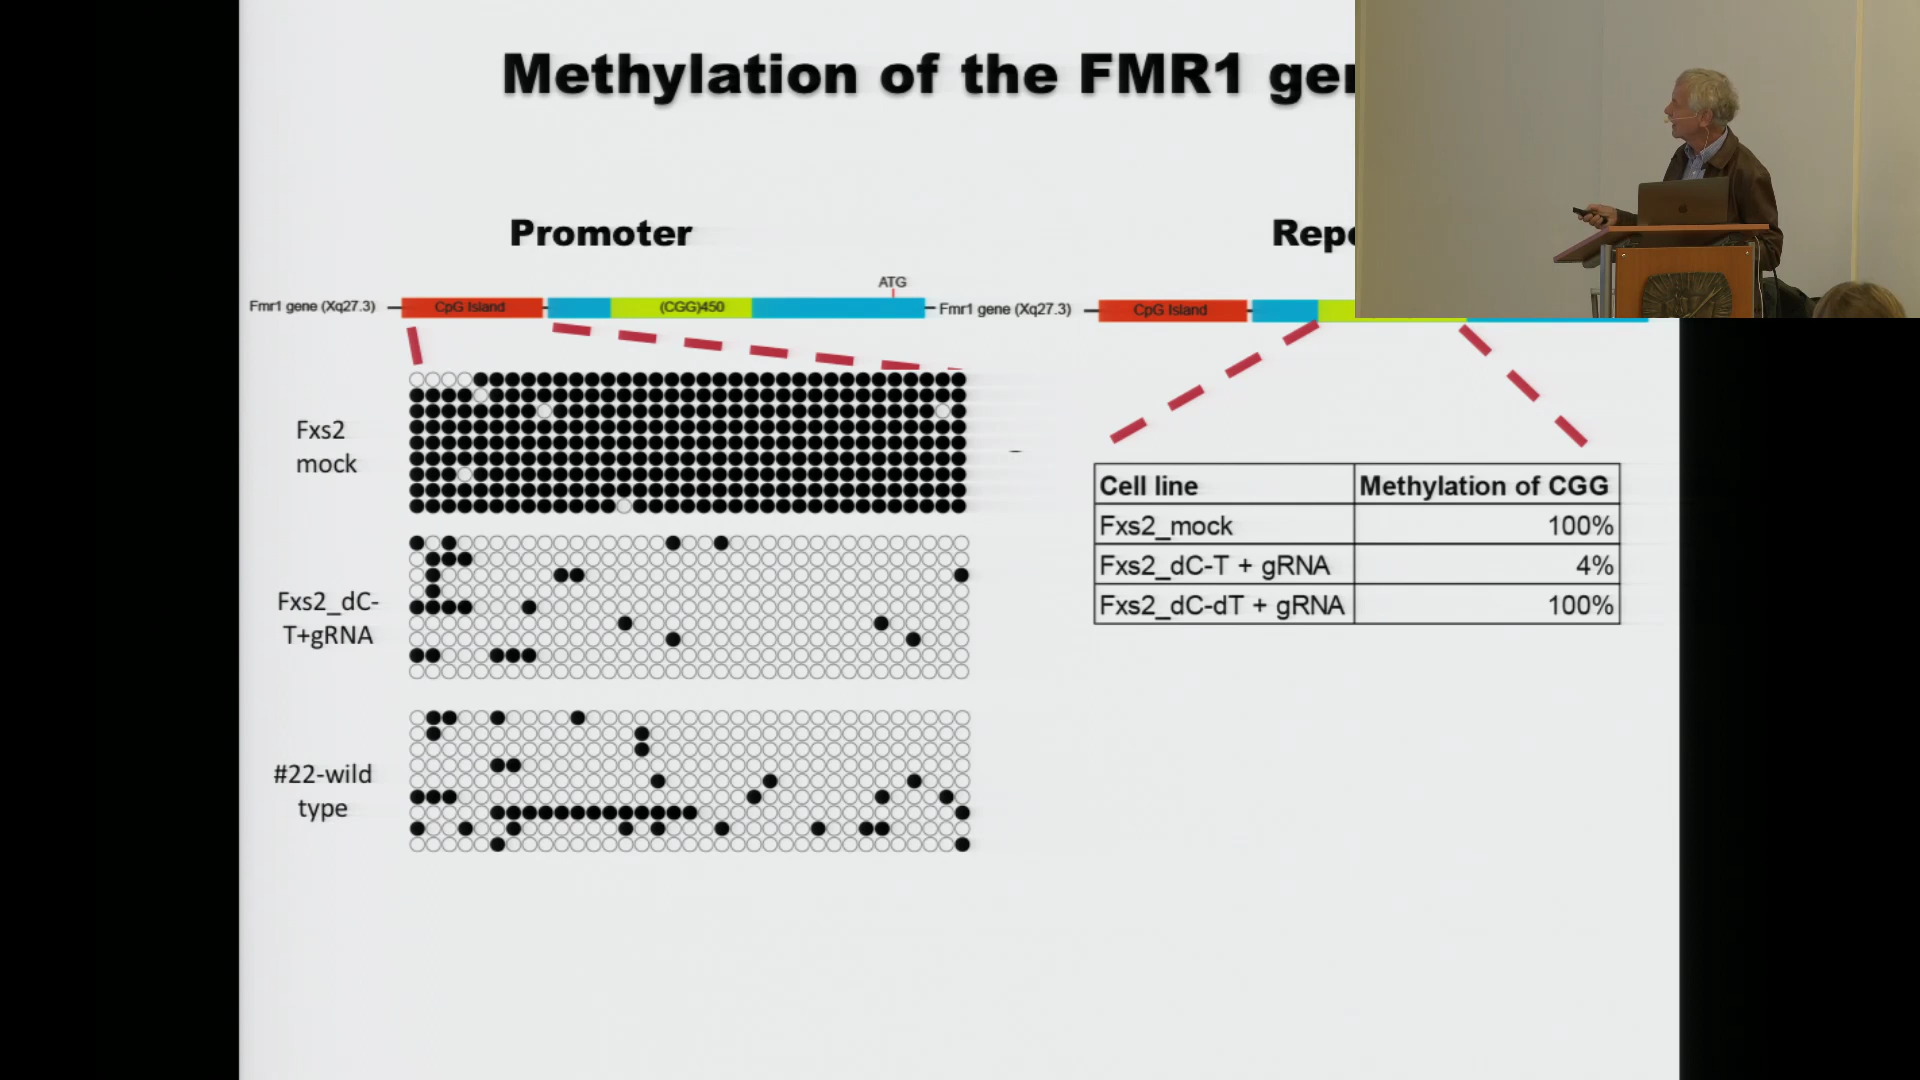 Methylation of the FMR1
Promoter
ATG
Fmr1 gene (Xq27.3)
CpG Island
(CGG)450
Fmr1 gene (Xq27.3)
CpG Island
Fxs2
mock
Fxs2_dC-
T+gRNA
#22-wild
type
Cell line Methylation of CGG
Fxs2_mock 100%
Fxs2_dC-T + gRNA 4%
Fxs2_dC-dT + gRNA 100%